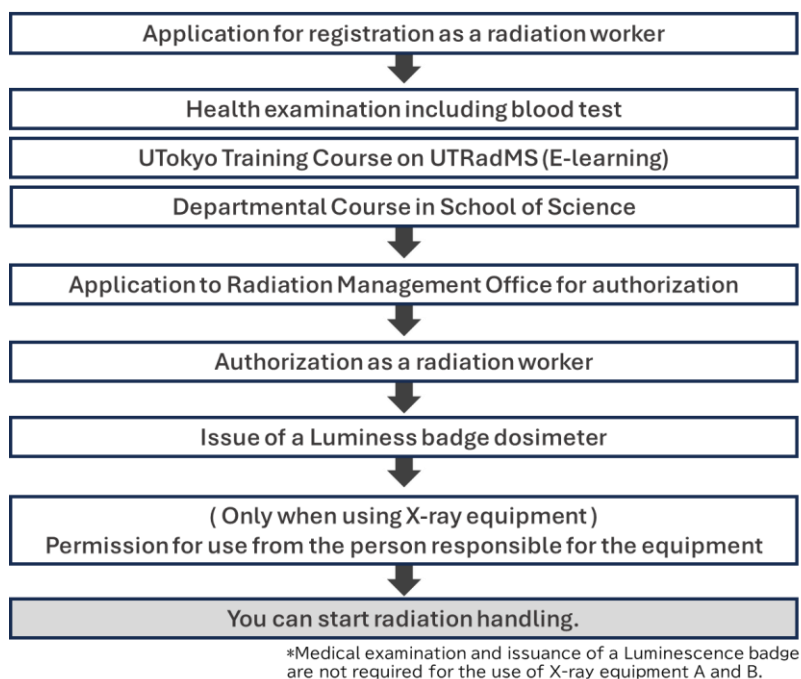 Application for registration as a radiation worker
Health examination including blood test
UTokyo Training Course on UTRadMS (E-learning)
Departmental Course in School of Science
Application to Radiation Management Office for authorization
Authorization as a radiation worker
Issue of a Luminess badge dosimeter
( Only when using X-ray equipment )
Permission for use from the person responsible for the equipment
You can start radiation handling.
*Medical examination and issuance of a Luminescence badge
are not required for the use of X-ray equipment A and B.